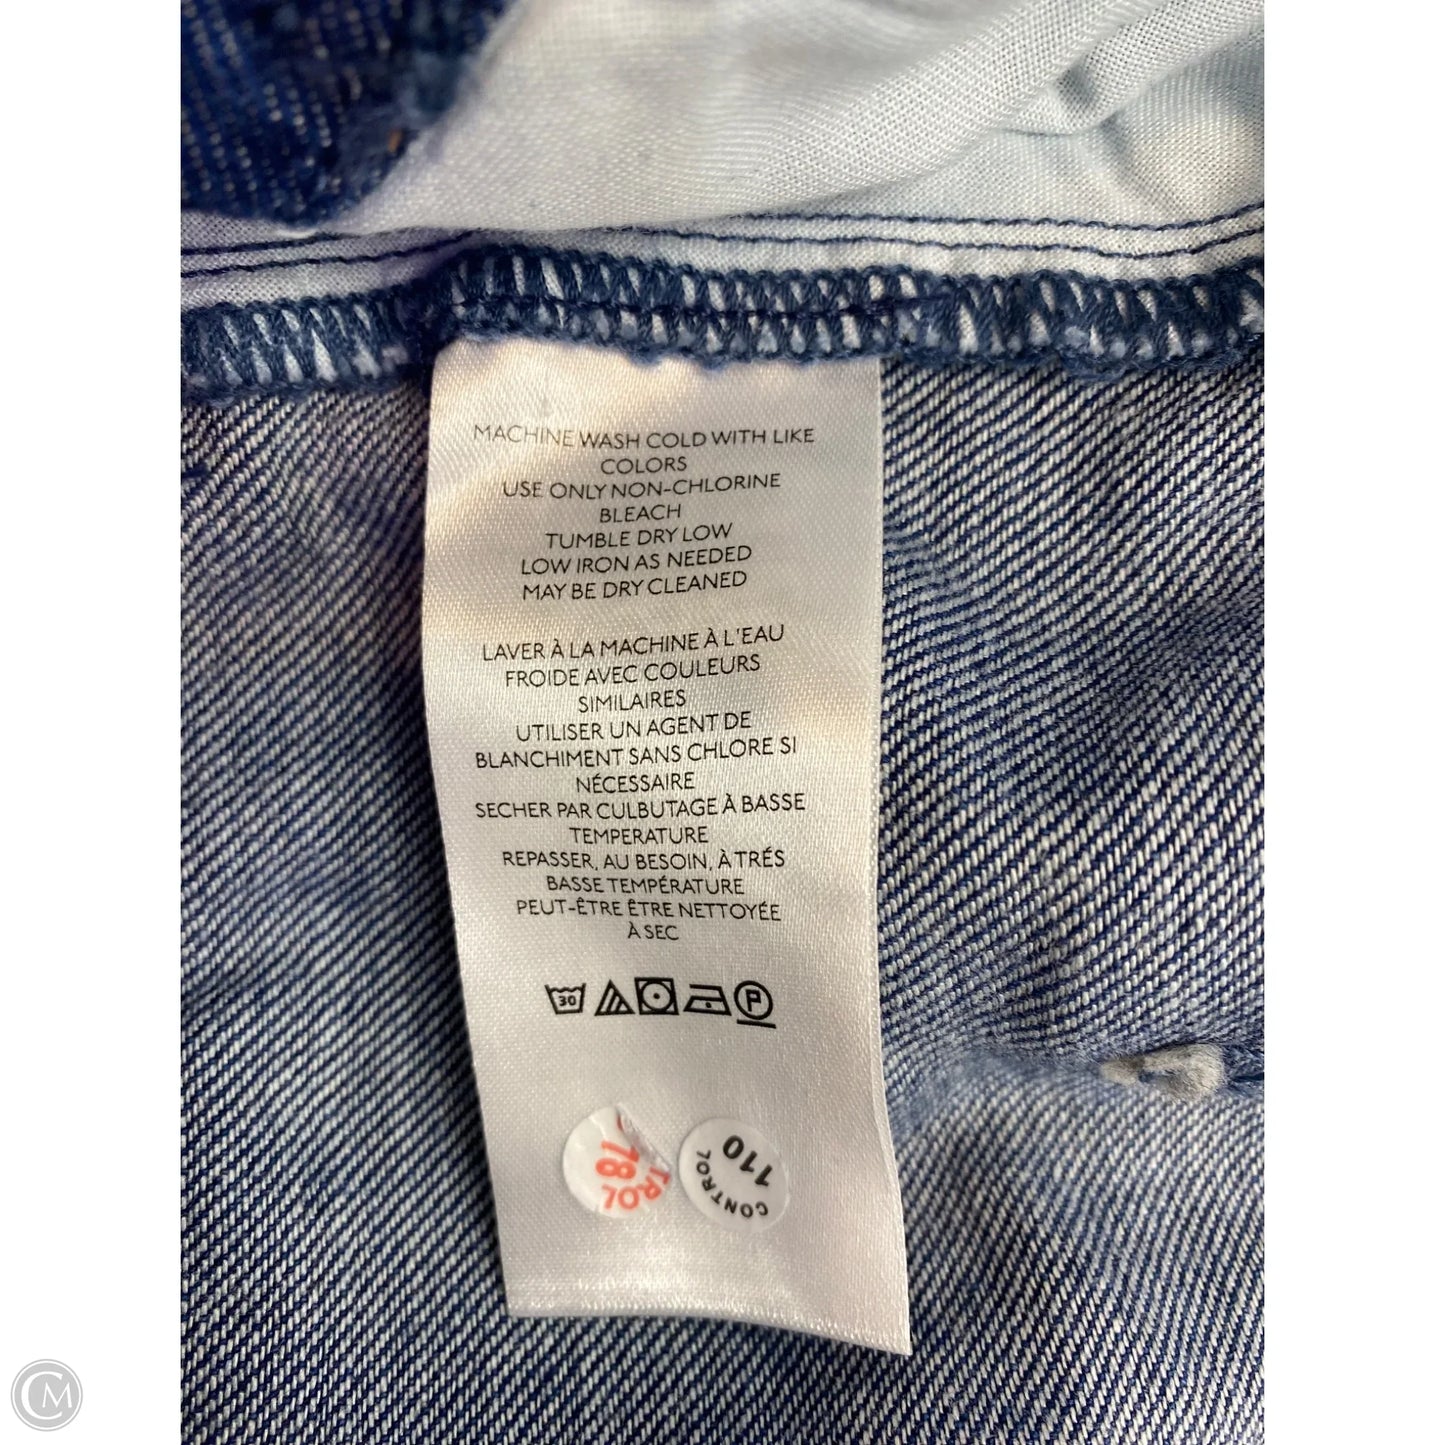 MACHINE WASH COLD WITH LIKE
COLORS
USE ONLY NON-CHLORINE
BLEACH
TUMBLE DRY LOW
LOW IRON AS NEEDED
MAY BE DRY CLEANED
LAVER À LA MACHINE À L'EAU
FROIDE AVEC COULEURS
SIMILAIRES
UTILISER UN AGENT DE
BLANCHIMENT SANS CHLORE SI
NÉCESSAIRE
SECHER PAR CULBUTAGE À BASSE
TEMPERATURE
REPASSER, AU BESOIN, À TRÉS
BASSE TEMPÉRATURE
PEUT-ÊTRE ÊTRE NETTOYÉE
À SEC
30 P
18
TROL
110
CONTROL
CM